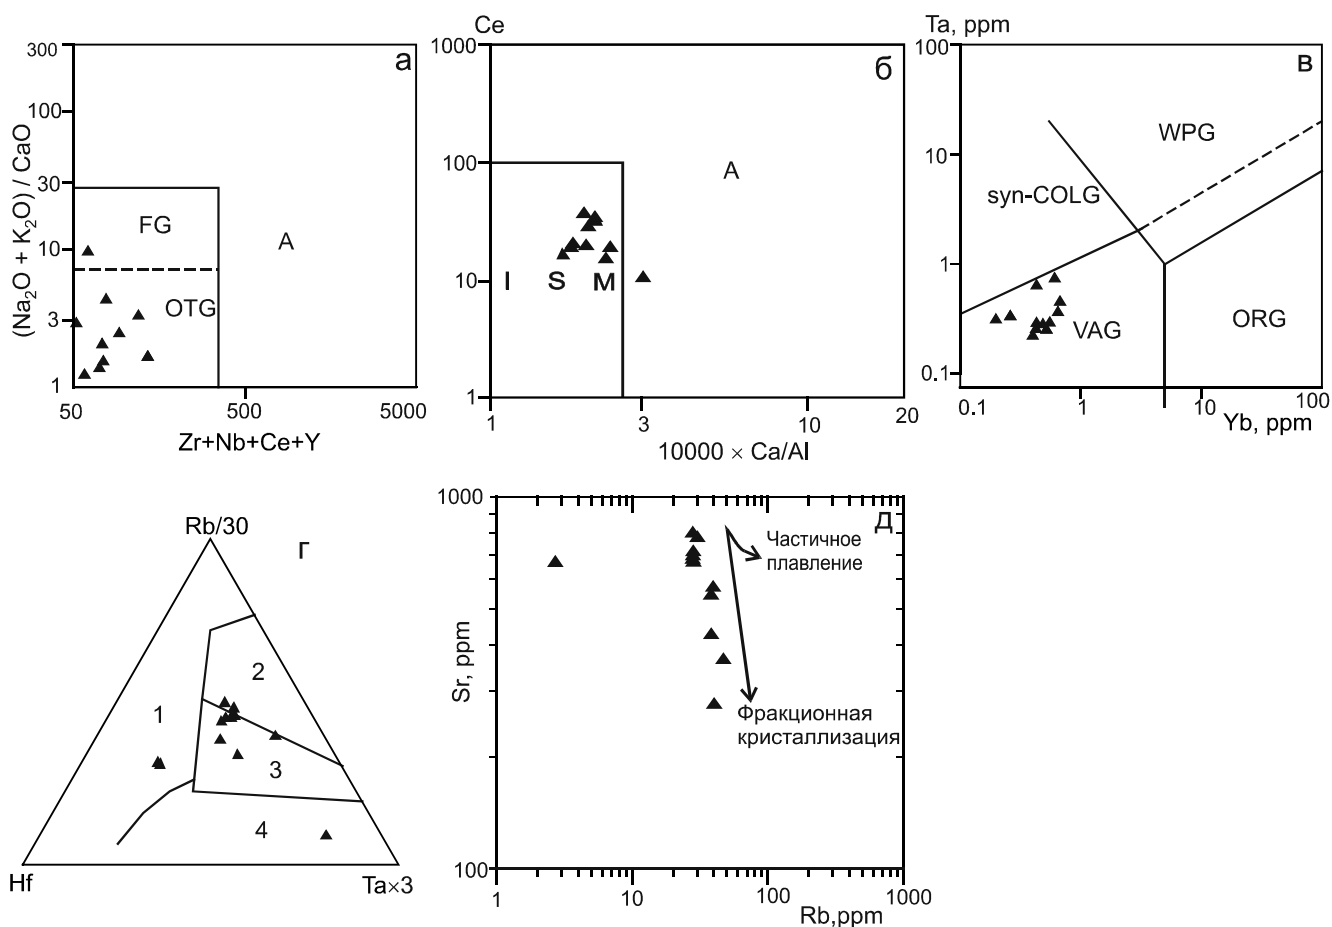 а
300
100
30
10
3
1
(Na₂O + K₂O) / CaO
FG
OTG
A
50
500
5000
Zr+Nb+Ce+Y
Ce
б
1000
100
10
1
A
I
S
M
1
3
10
20
10000 × Ca/Al
Ta, ppm
в
100
10
1
0.1
WPG
syn-COLG
VAG
ORG
0.1
1
10
100
Yb, ppm
Rb/30
г
1
2
3
4
Hf
Ta×3
1000
100
Sr, ppm
д
Частичное
плавление
Фракционная
кристаллизация
1
10
100
1000
Rb,ppm